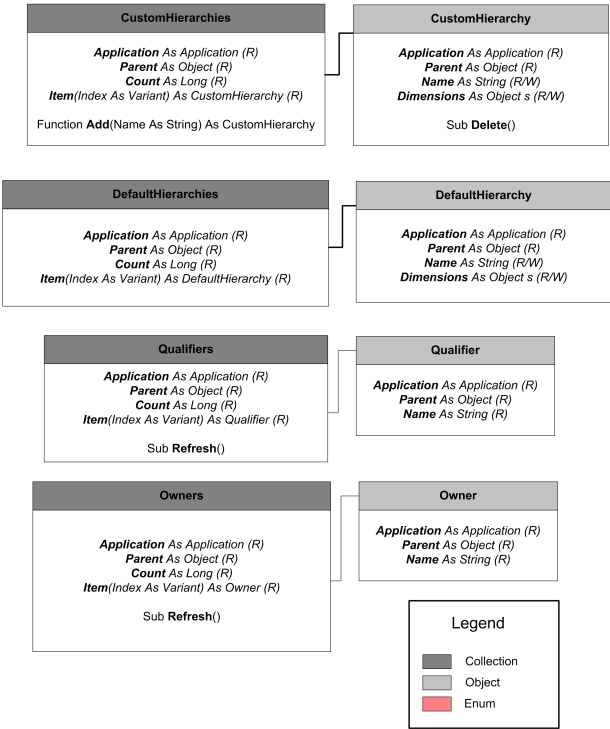 CustomHierarchies
Application As Application (R)
Parent As Object (R)
Count As Long (R)
Item(Index As Variant) As CustomHierarchy (R)
Function Add(Name As String) As CustomHierarchy
CustomHierarchy
Application As Application (R)
Parent As Object (R)
Name As String (R/W)
Dimensions As Object s (R/W)
Sub Delete()
DefaultHierarchies
Application As Application (R)
Parent As Object (R)
Count As Long (R)
Item(Index As Variant) As DefaultHierarchy (R)
DefaultHierarchy
Application As Application (R)
Parent As Object (R)
Name As String (R/W)
Dimensions As Object s (R/W)
Qualifiers
Application As Application (R)
Parent As Object (R)
Count As Long (R)
Item(Index As Variant) As Qualifier (R)
Sub Refresh()
Qualifier
Application As Application (R)
Parent As Object (R)
Name As String (R)
Owners
Application As Application (R)
Parent As Object (R)
Count As Long (R)
Item(Index As Variant) As Owner (R)
Sub Refresh()
Owner
Application As Application (R)
Parent As Object (R)
Name As String (R)
Legend
Collection
Object
Enum